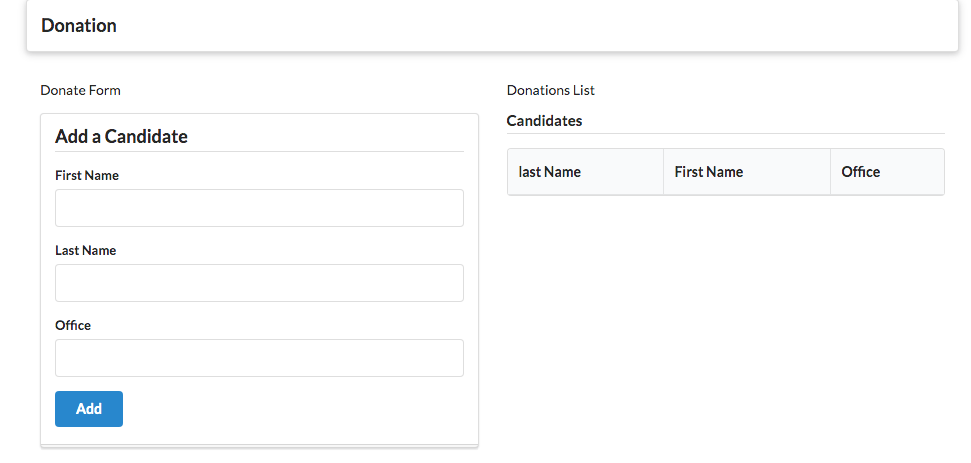 Donation
Donate Form
Add a Candidate
First Name
Last Name
Office
Add
Donations List
Candidates
last Name First Name Office